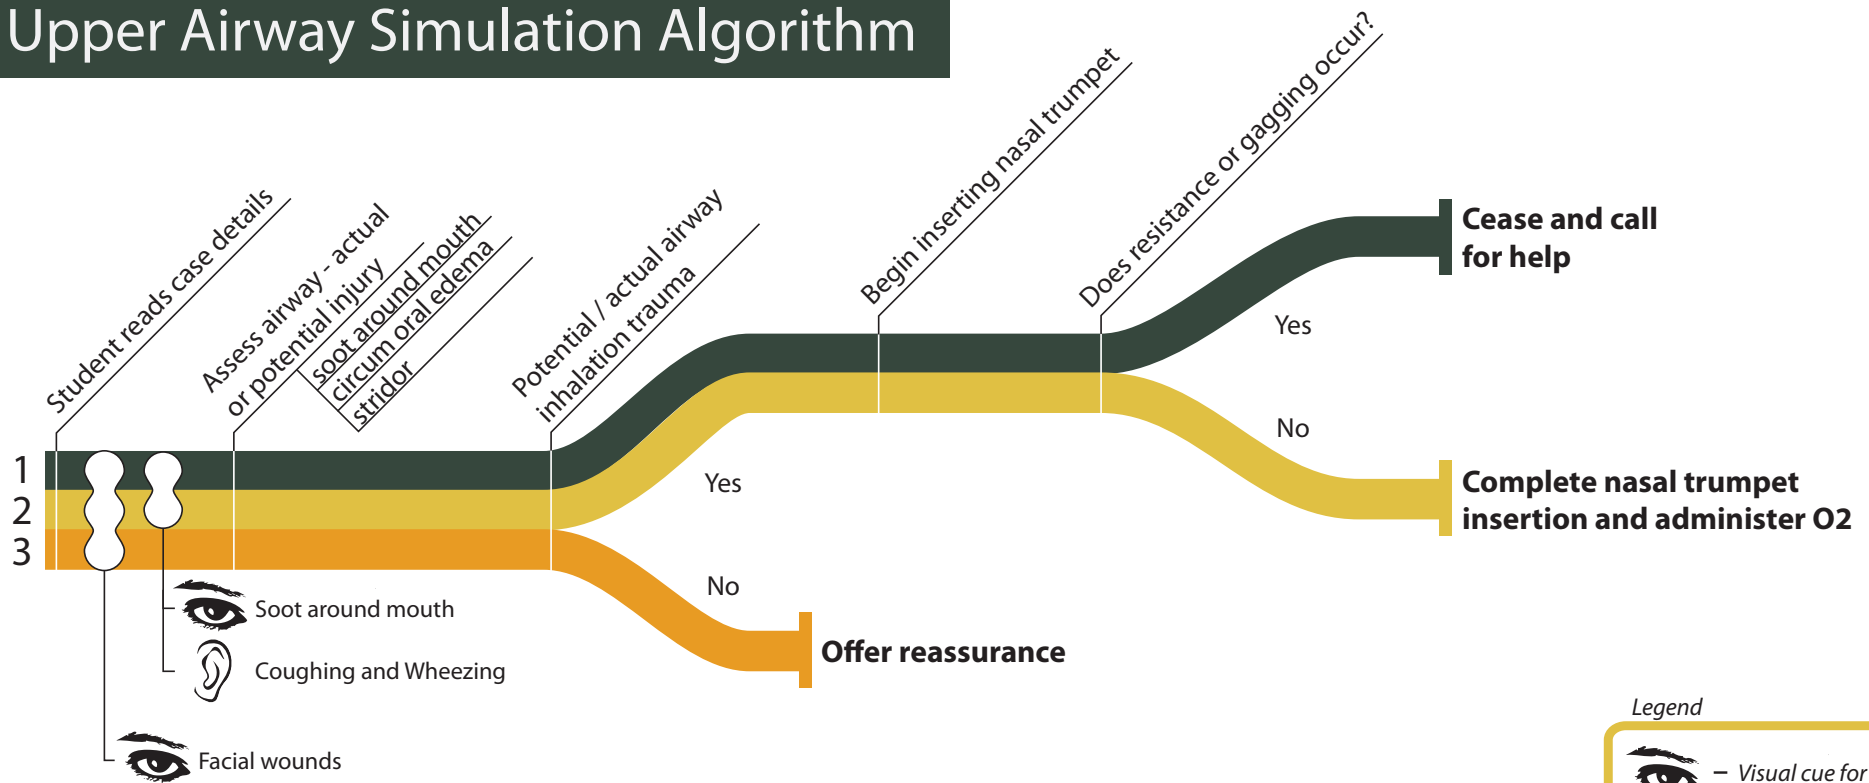 Upper Airway Simulation Algorithm
Student reads case details
Assess airway - actual
or potential injury
soot around mouth
circum oral edema
stridor
Potential / actual airway
inhalation trauma
Begin inserting nasal trumpet
Does resistance or gagging occur?
Cease and call
for help
Yes
No
Complete nasal trumpet
insertion and administer O2
1
2
3
Yes
No
Offer reassurance
Soot around mouth
Coughing and Wheezing
Facial wounds
Legend
– Visual cue for